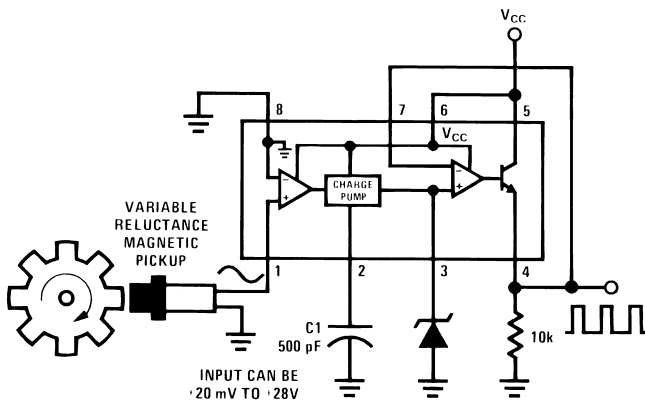 VCC
8
7
6
5
VCC
CHARGE
PUMP
VARIABLE
RELUCTANCE
MAGNETIC
PICKUP
1
2
3
4
C1
500 pF
10k
INPUT CAN BE
20 mV TO 28V